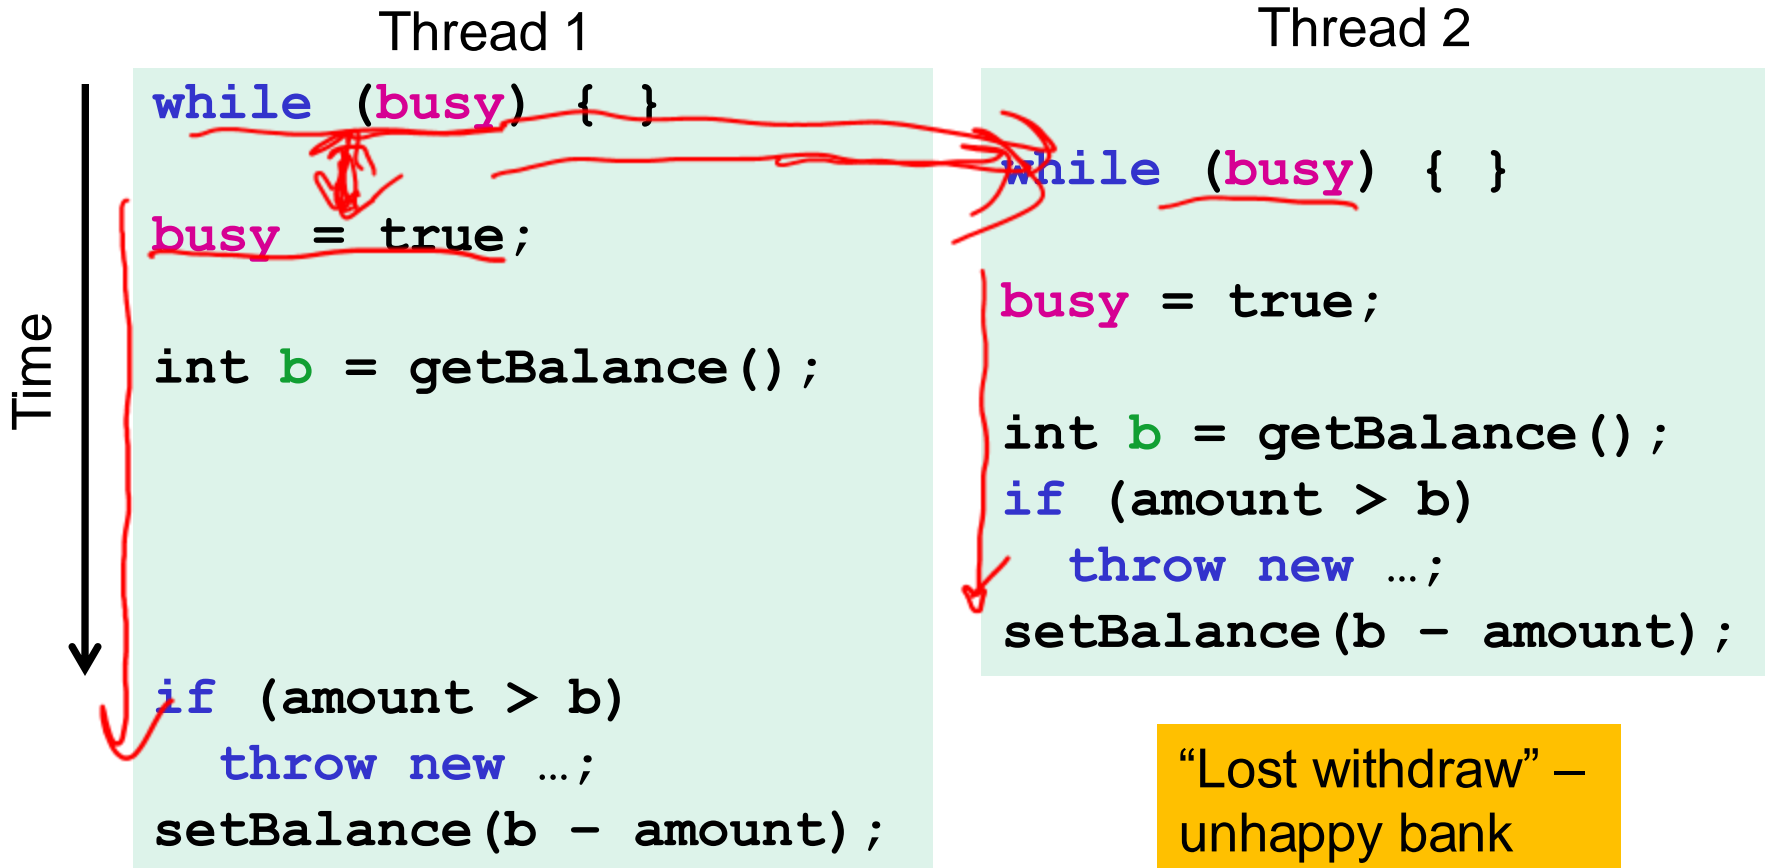 Thread 1
while (busy) { }
busy = true;
int b = getBalance();
if (amount > b)
throw new …;
setBalance(b – amount);
Thread 2
while (busy) { }
busy = true;
int b = getBalance();
if (amount > b)
throw new …;
setBalance(b – amount);
Time
“Lost withdraw” –
unhappy bank